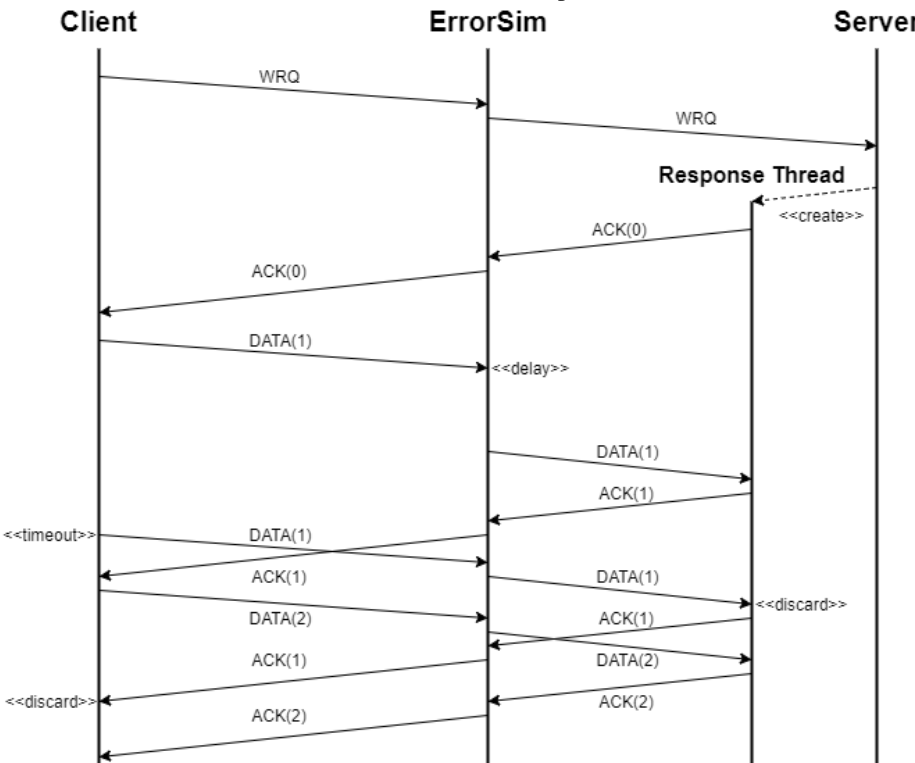 Client
ErrorSim
Server
WRQ
WRQ
Response Thread
<<create>>
ACK(0)
ACK(0)
DATA(1)
<<delay>>
DATA(1)
ACK(1)
<<timeout>>
DATA(1)
ACK(1)
DATA(1)
<<discard>>
DATA(2)
ACK(1)
ACK(1)
DATA(2)
<<discard>>
ACK(2)
ACK(2)